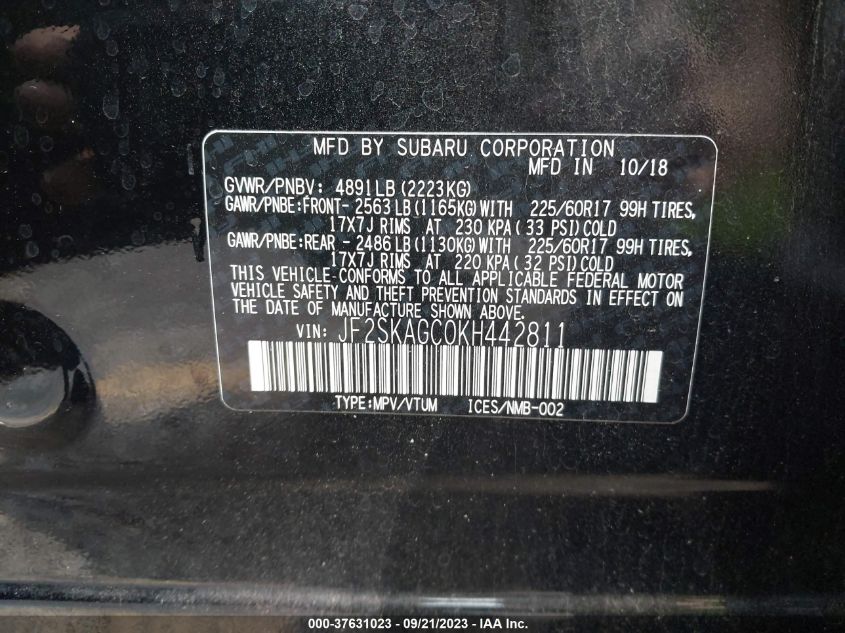 MFD BY SUBARU CORPORATION
MFD IN 10/18
GVWR/PNBV: 4891LB (2223KG)
GAWR/PNBE:FRONT- 2563 LB (1165KG) WITH 225/60R17 99H TIRES,
17X7J RIMS AT 230 KPA ( 33 PSI) COLD
GAWR/PNBE:REAR - 2486 LB (1130KG) WITH 225/60R17 99H TIRES,
17X7J RIMS AT 220 KPA ( 32 PSI) COLD
THIS VEHICLE CONFORMS TO ALL APPLICABLE FEDERAL MOTOR
VEHICLE SAFETY AND THEFT PREVENTION STANDARDS IN EFFECT ON
THE DATE OF MANUFACTURE SHOWN ABOVE.
VIN: JF2SKAGC0KH442811
TYPE:MPV/VTUM ICES/NMB-002
000-37631023 - 09/21/2023 - IAA Inc.